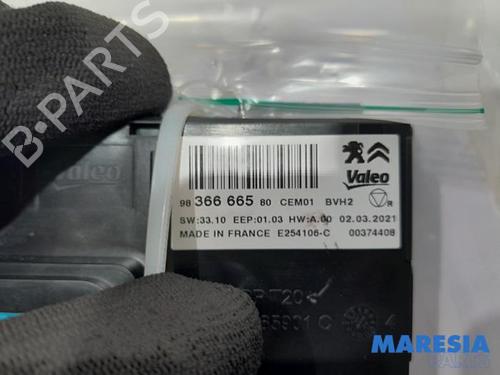 B-PARTS
Valeo
98 366 665 80 CEM01 BVH2
SW:33.10 EEP:01.03 HW:A.00 02.03.2021
MADE IN FRANCE E254106-C 00374408
MARESIA
PARTS